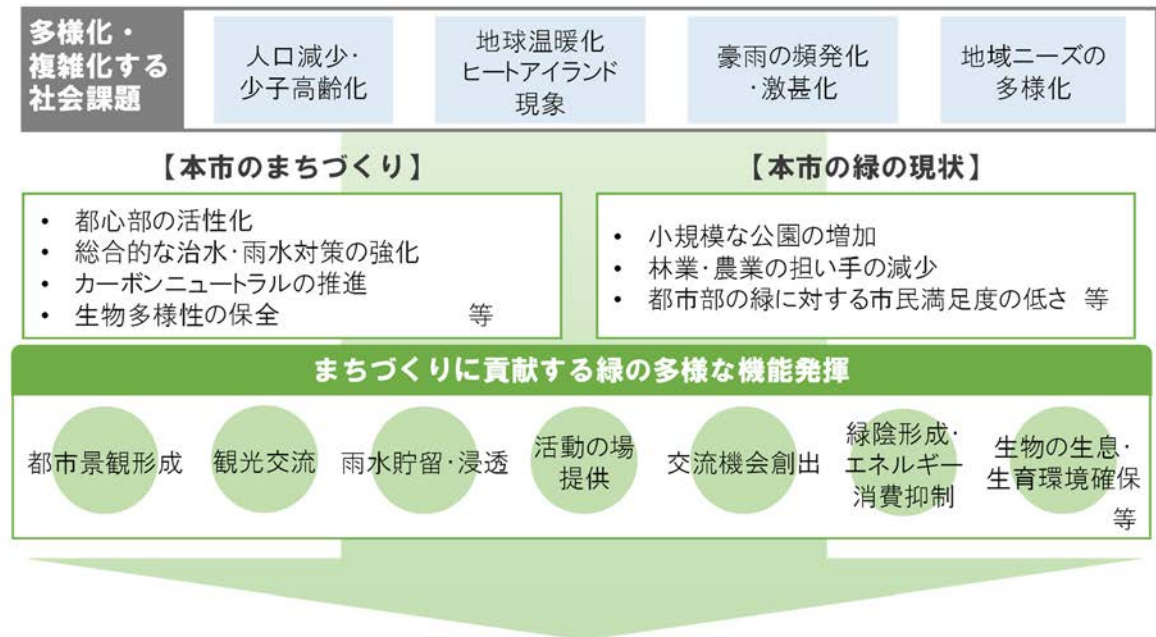 多様化・
複雑化する
社会課題
人口減少・
少子高齢化
地球温暖化
ヒートアイランド
現象
豪雨の頻発化
・激甚化
地域ニーズの
多様化
【本市のまちづくり】
• 都心部の活性化
• 総合的な治水・雨水対策の強化
• カーボンニュートラルの推進
• 生物多様性の保全 等
【本市の緑の現状】
• 小規模な公園の増加
• 林業・農業の担い手の減少
• 都市部の緑に対する市民満足度の低さ 等
まちづくりに貢献する緑の多様な機能発揮
都市景観形成
観光交流
雨水貯留・浸透
活動の場
提供
交流機会創出
緑陰形成・
エネルギー
消費抑制
生物の生息・
生育環境確保
等